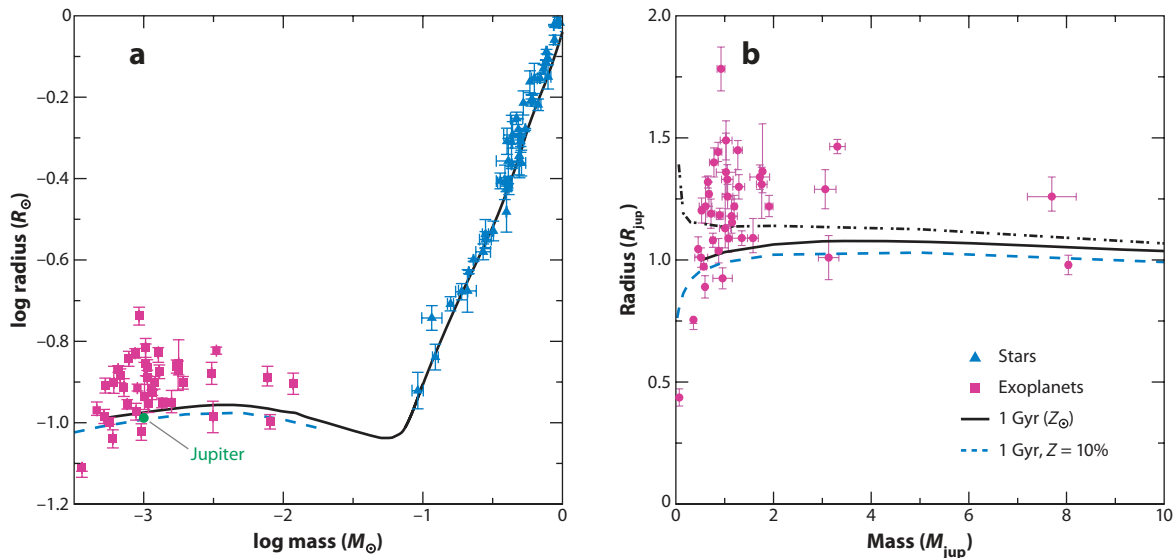 a
0
−0.2
−0.4
−0.6
−0.8
−1.0
−1.2
log radius (R⊙)
Jupiter
−3
−2
−1
0
log mass (M⊙)
b
2.0
1.5
1.0
0.5
0
Radius (Rjup)
Stars
Exoplanets
1 Gyr (Z⊙)
1 Gyr, Z = 10%
0
2
4
6
8
10
Mass (Mjup)